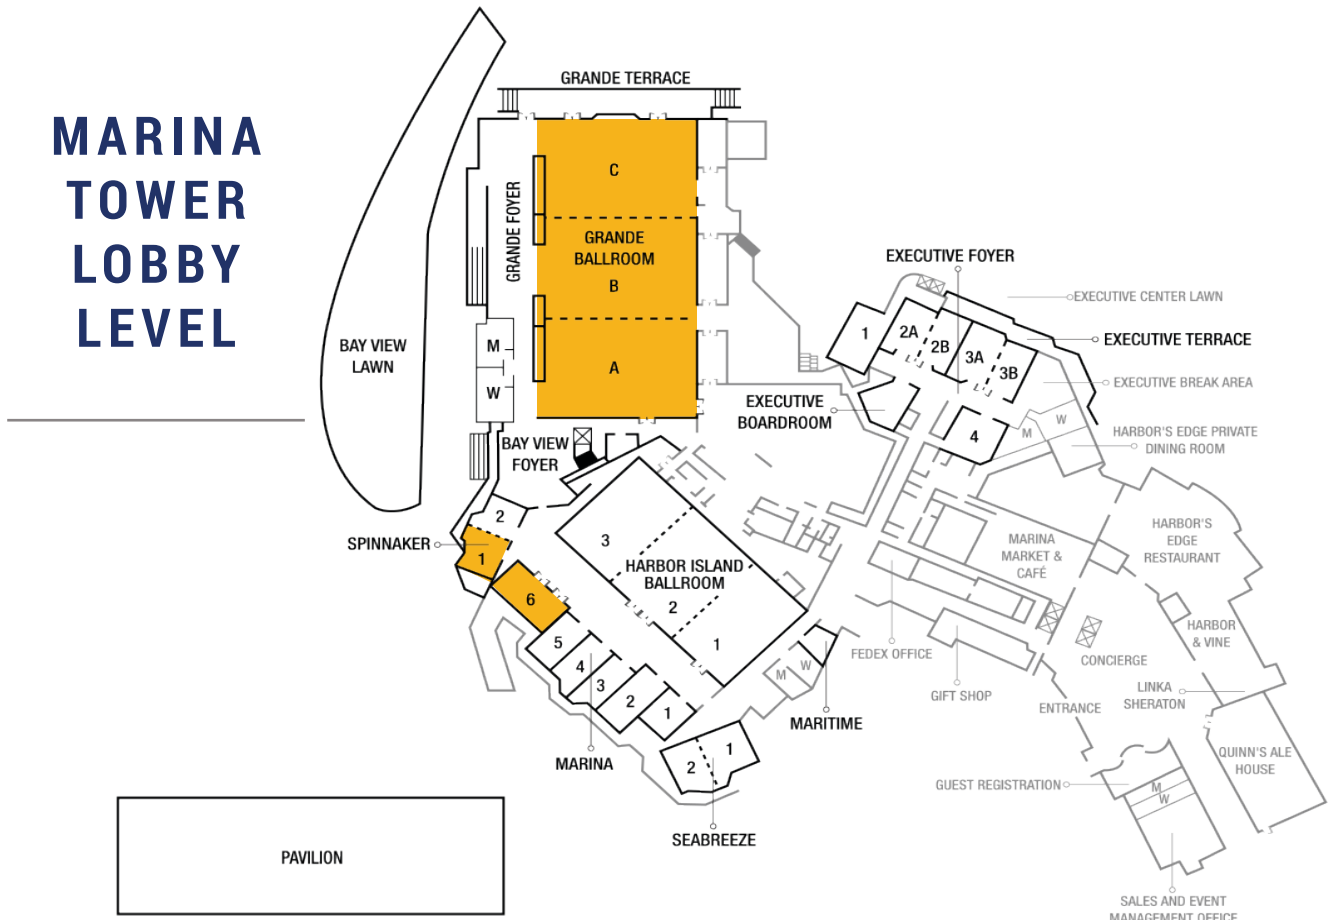 MARINA
TOWER
LOBBY
LEVEL
GRANDE TERRACE
C
GRANDE FOYER
GRANDE
BALLROOM
B
A
M
W
BAY VIEW
LAWN
BAY VIEW
FOYER
EXECUTIVE FOYER
EXECUTIVE CENTER LAWN
1
2A
2B
3A
3B
EXECUTIVE TERRACE
EXECUTIVE BREAK AREA
EXECUTIVE
BOARDROOM
4
M
W
HARBOR'S EDGE PRIVATE
DINING ROOM
SPINNAKER
2
1
3
HARBOR ISLAND
BALLROOM
2
1
MARINA
MARKET &
CAFÉ
HARBOR'S
EDGE
RESTAURANT
6
5
4
3
2
1
MARINA
M
W
MARITIME
FEDEX OFFICE
GIFT SHOP
CONCIERGE
HARBOR
& VINE
LINKA
SHERATON
ENTRANCE
1
2
SEABREEZE
QUINN'S ALE
HOUSE
GUEST REGISTRATION
M
W
PAVILION
SALES AND EVENT
MANAGEMENT OFFICE